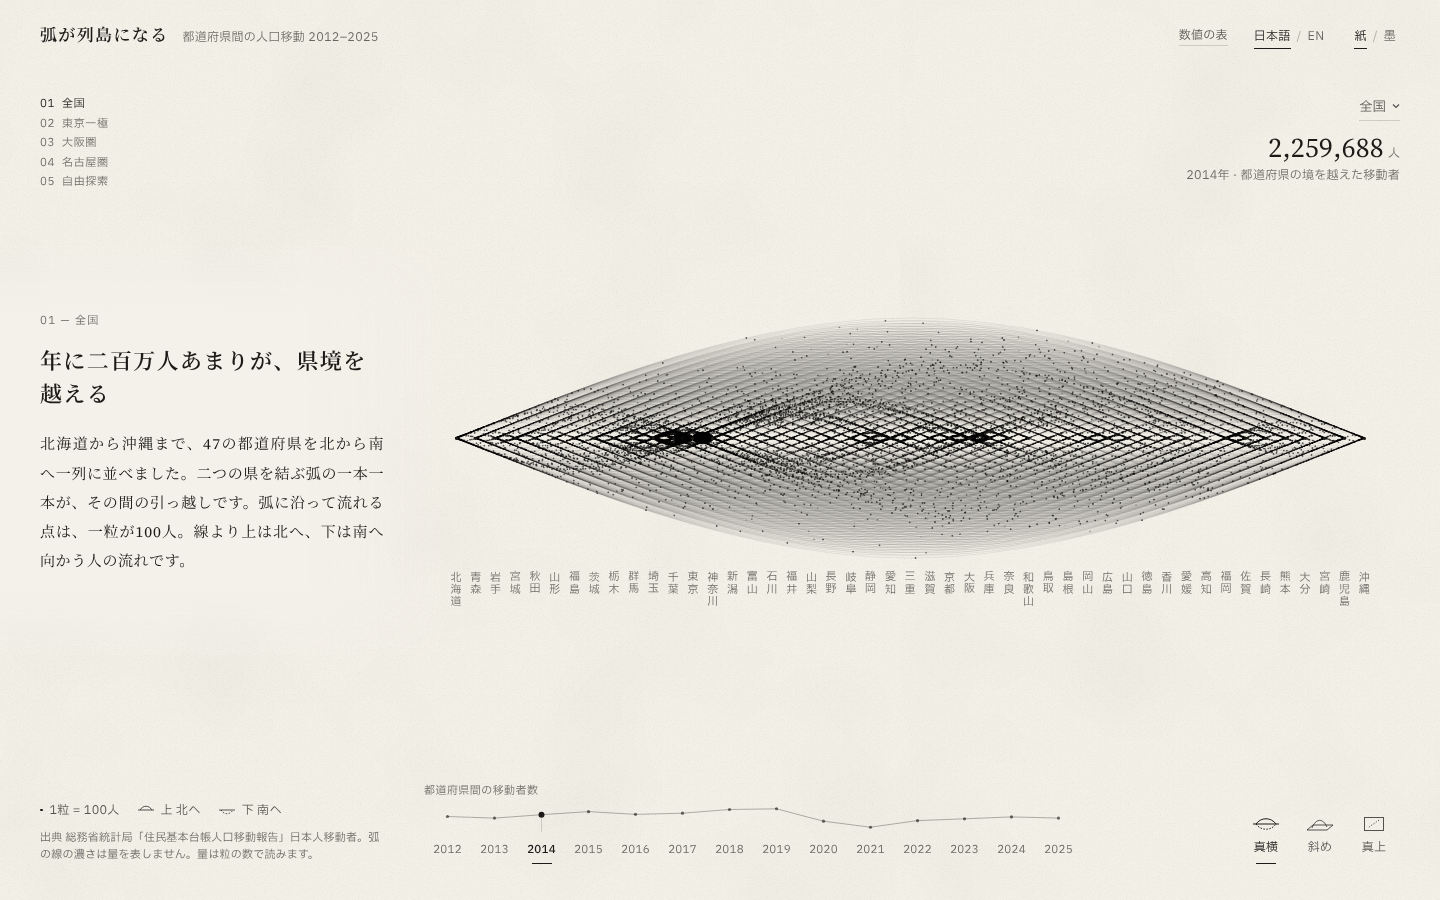 弧が列島になる 都道府県間の人口移動 2012–2025
数値の表 日本語 / EN 紙 / 墨
01 全国
02 東京一極
03 大阪圏
04 名古屋圏
05 自由探索
全国
2,259,688 人
2014年 · 都道府県の境を越えた移動者
01 — 全国
年に二百万人あまりが、県境を
越える
北海道から沖縄まで、47の都道府県を北から南
へ一列に並べました。二つの県を結ぶ弧の一本一
本が、その間の引っ越しです。弧に沿って流れる
点は、一粒が100人。線より上は北へ、下は南へ
向かう人の流れです。
北海道 青森 岩手 宮城 秋田 山形 福島 茨城 栃木 群馬 埼玉 千葉 東京 神奈川 新潟 富山 石川 福井 山梨 長野 岐阜 静岡 愛知 三重 滋賀 京都 大阪 兵庫 奈良 和歌山 鳥取 島根 岡山 広島 山口 徳島 香川 愛媛 高知 福岡 佐賀 長崎 熊本 大分 宮崎 鹿児島 沖縄
都道府県間の移動者数
2012 2013 2014 2015 2016 2017 2018 2019 2020 2021 2022 2023 2024 2025
1粒 = 100人 上 北へ 下 南へ
出典 総務省統計局「住民基本台帳人口移動報告」日本人移動者。弧
の線の濃さは量を表しません。量は粒の数で読みます。
真横 斜め 真上